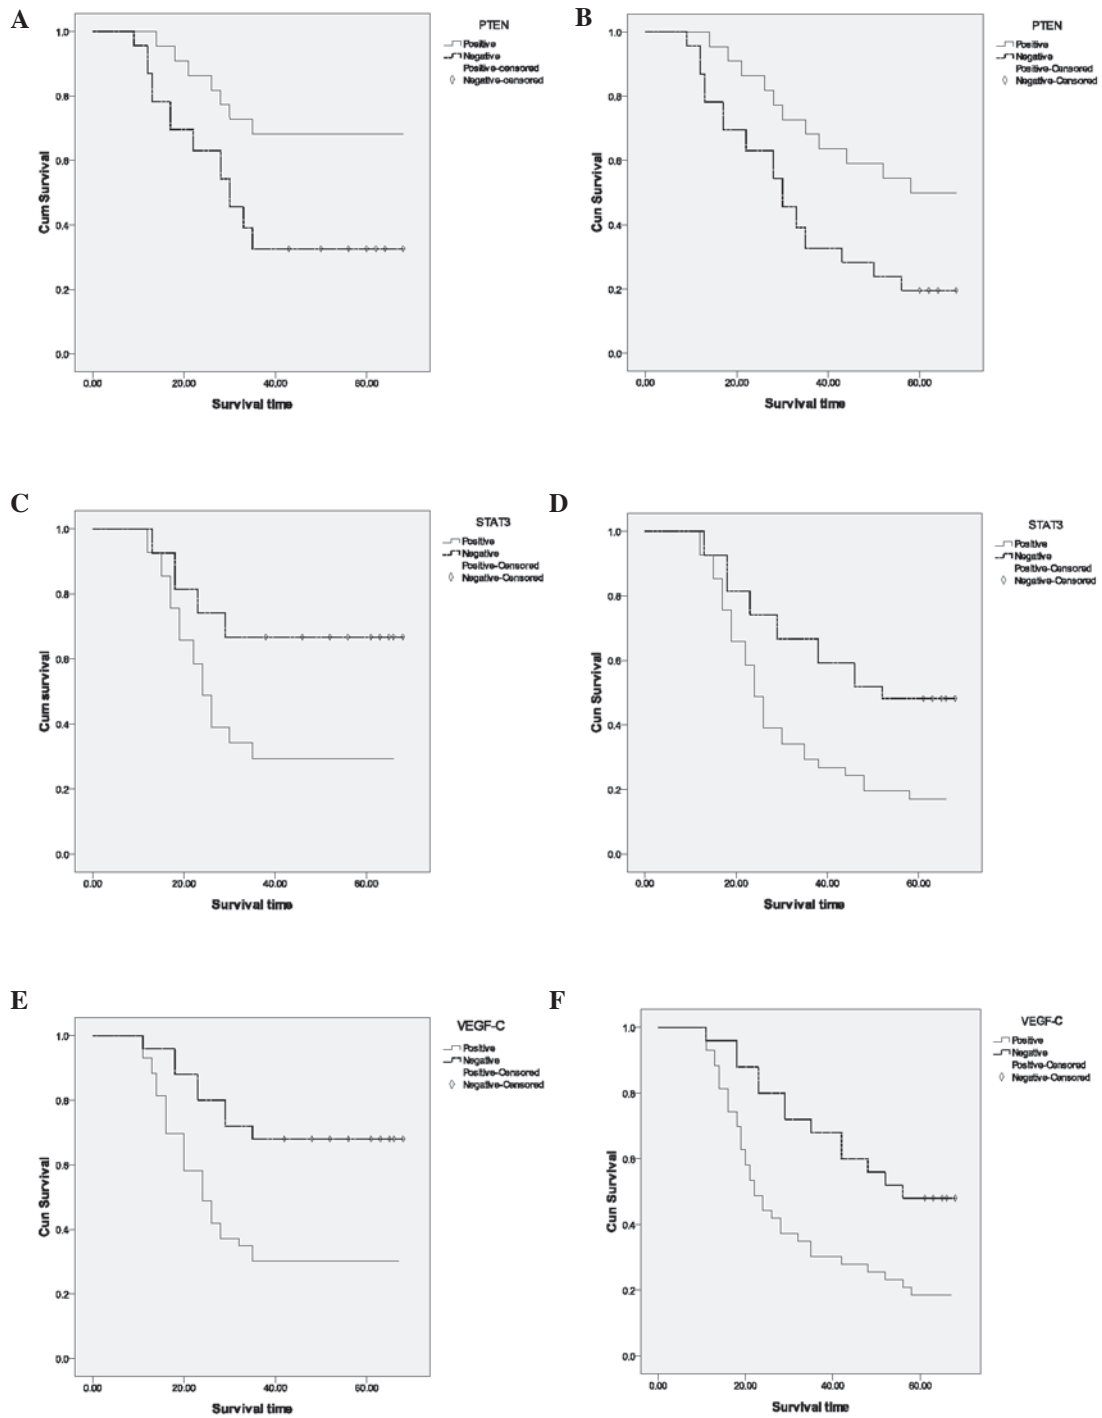 A
PTEN
Positive
Negative
Positive-censored
Negative-censored
1.0
0.8
0.6
0.4
0.2
0.0
Cum Survival
0.00 20.00 40.00 60.00
Survival time
B
PTEN
Positive
Negative
Positive-Censored
Negative-Censored
1.0
0.8
0.6
0.4
0.2
0.0
Cun Survival
0.00 20.00 40.00 60.00
Survival time
C
STAT3
Positive
Negative
Positive-Censored
Negative-Censored
1.0
0.8
0.6
0.4
0.2
0.0
Cum survival
0.00 20.00 40.00 60.00
Survival time
D
STAT3
Positive
Negative
Positive-Censored
Negative-Censored
1.0
0.8
0.6
0.4
0.2
0.0
Cun Survival
0.00 20.00 40.00 60.00
Survival time
E
VEGF-C
Positive
Negative
Positive-Censored
Negative-Censored
1.0
0.8
0.6
0.4
0.2
0.0
Cun Survival
0.00 20.00 40.00 60.00
Survival time
F
VEGF-C
Positive
Negative
Positive-Censored
Negative-Censored
1.0
0.8
0.6
0.4
0.2
0.0
Cun Survival
0.00 20.00 40.00 60.00
Survival time